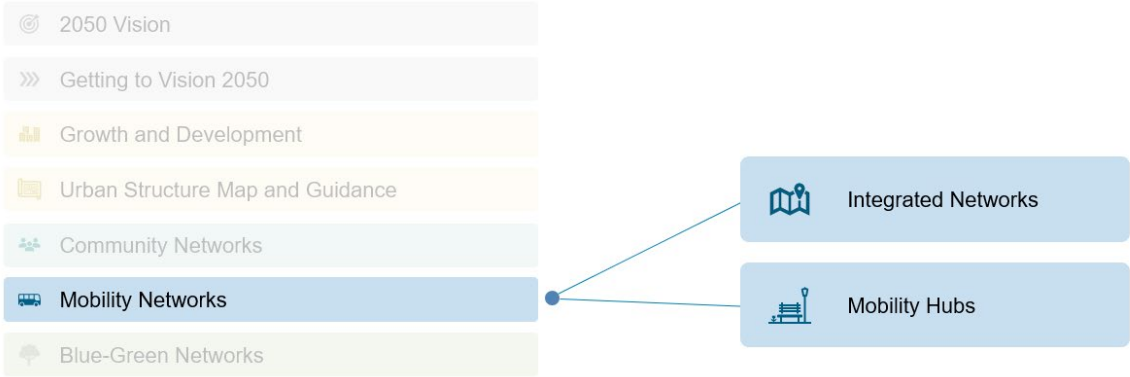 2050 Vision
Getting to Vision 2050
Growth and Development
Urban Structure Map and Guidance
Community Networks
Mobility Networks
Blue-Green Networks
Integrated Networks
Mobility Hubs